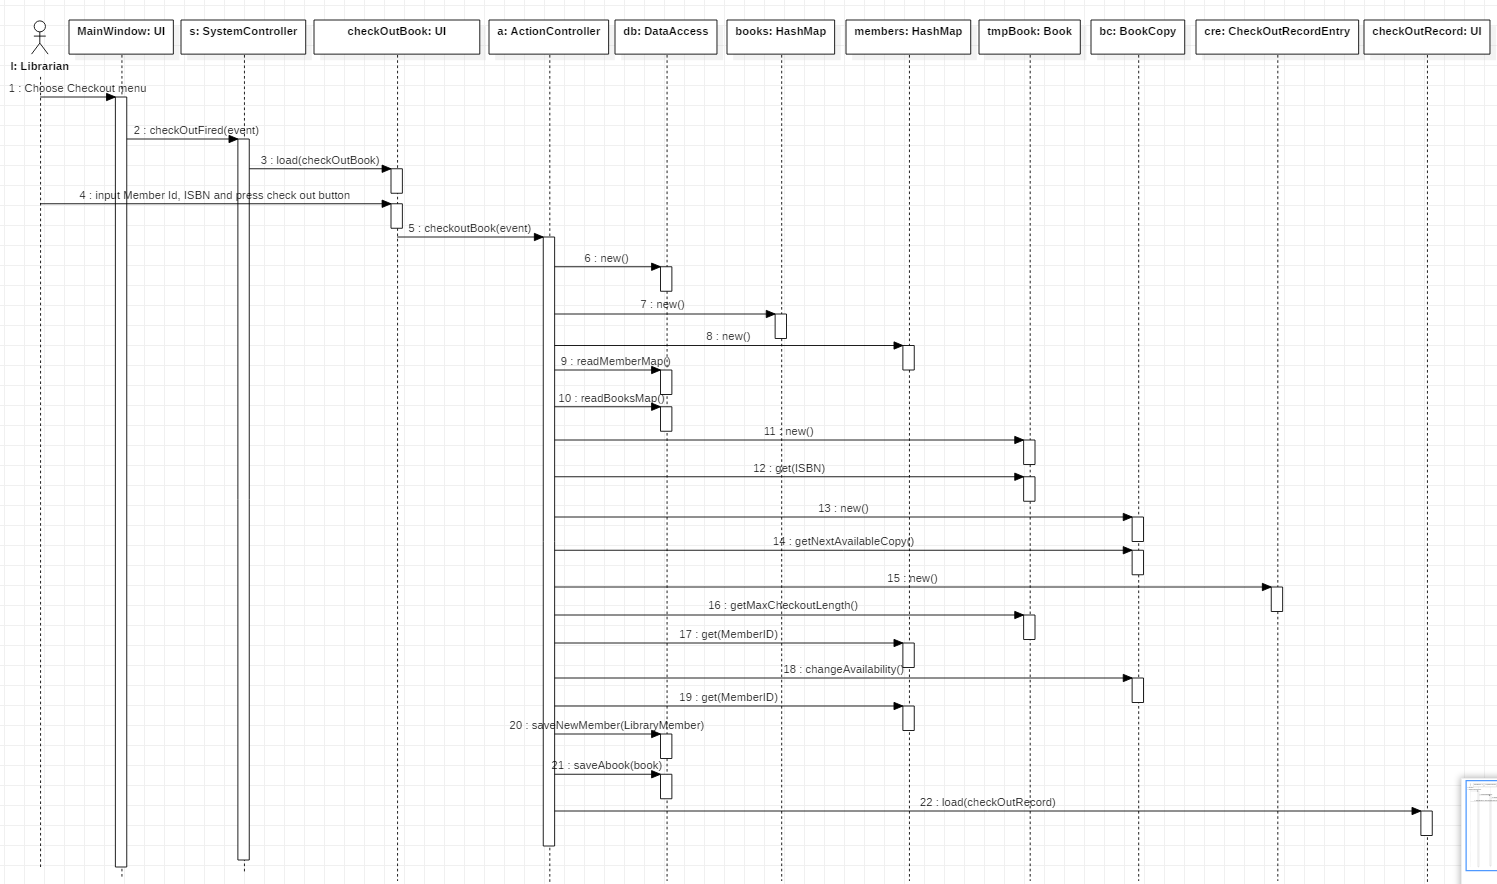 MainWindow: UI
s: SystemController
checkOutBook: UI
a: ActionController
db: DataAccess
books: HashMap
members: HashMap
tmpBook: Book
bc: BookCopy
cre: CheckOutRecordEntry
checkOutRecord: UI
l: Librarian
1 : Choose Checkout menu
2 : checkOutFired(event)
3 : load(checkOutBook)
4 : input Member Id, ISBN and press check out button
5 : checkoutBook(event)
6 : new()
7 : new()
8 : new()
9 : readMemberMap()
10 : readBooksMap()
11 : new()
12 : get(ISBN)
13 : new()
14 : getNextAvailableCopy()
15 : new()
16 : getMaxCheckoutLength()
17 : get(MemberID)
18 : changeAvailability()
19 : get(MemberID)
20 : saveNewMember(LibraryMember)
21 : saveAbook(book)
22 : load(checkOutRecord)